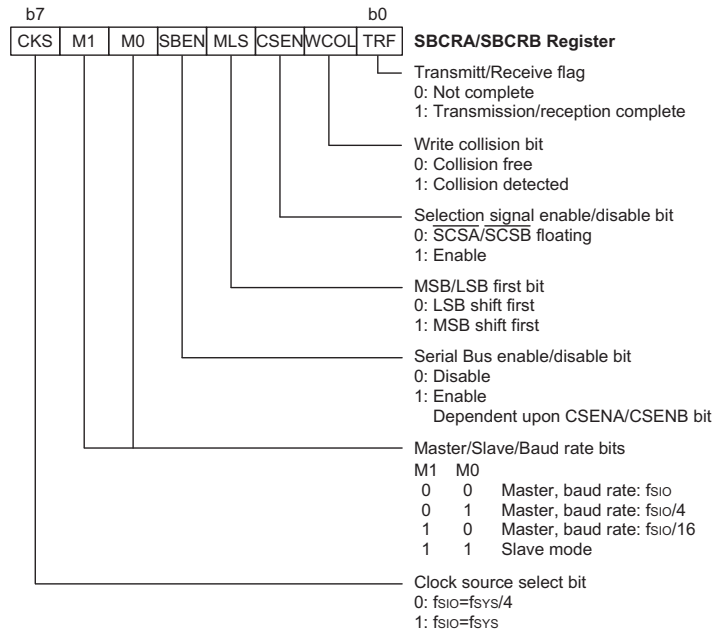 b7 b0
CKS M1 M0 SBEN MLS CSEN WCOL TRF SBCRA/SBCRB Register
Transmitt/Receive flag
0: Not complete
1: Transmission/reception complete
Write collision bit
0: Collision free
1: Collision detected
Selection signal enable/disable bit
0: SCSA/SCSB floating
1: Enable
MSB/LSB first bit
0: LSB shift first
1: MSB shift first
Serial Bus enable/disable bit
0: Disable
1: Enable
Dependent upon CSENA/CSENB bit
Master/Slave/Baud rate bits
M1 M0
0 0 Master, baud rate: fSIO
0 1 Master, baud rate: fSIO/4
1 0 Master, baud rate: fSIO/16
1 1 Slave mode
Clock source select bit
0: fSIO=fSYS/4
1: fSIO=fSYS